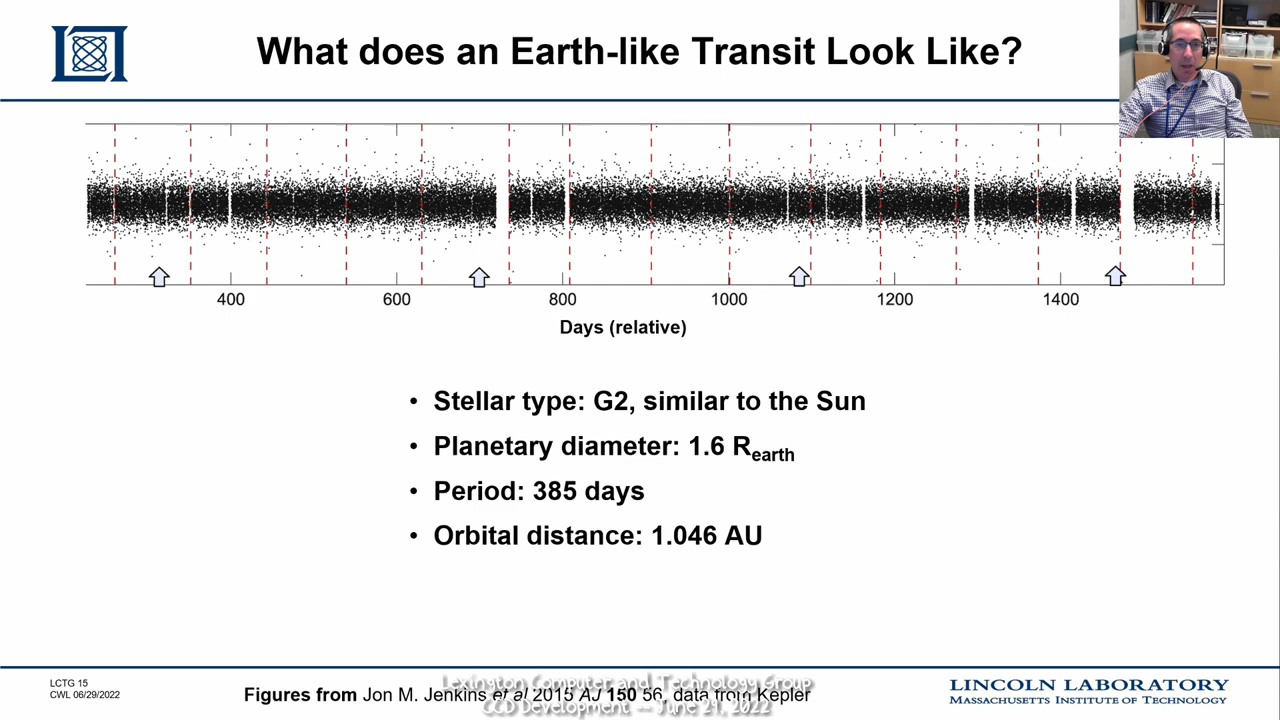 What does an Earth-like Transit Look Like?
400 600 800 1000 1200 1400
Days (relative)
• Stellar type: G2, similar to the Sun
• Planetary diameter: 1.6 Rearth
• Period: 385 days
• Orbital distance: 1.046 AU
LCTG 15
CWL 06/29/2022
Figures from Jon M. Jenkins et al 2015 AJ 150 56, data from Kepler
Lexington Computer and Technology Group
CCD Development -- June 21, 2022
LINCOLN LABORATORY
MASSACHUSETTS INSTITUTE OF TECHNOLOGY